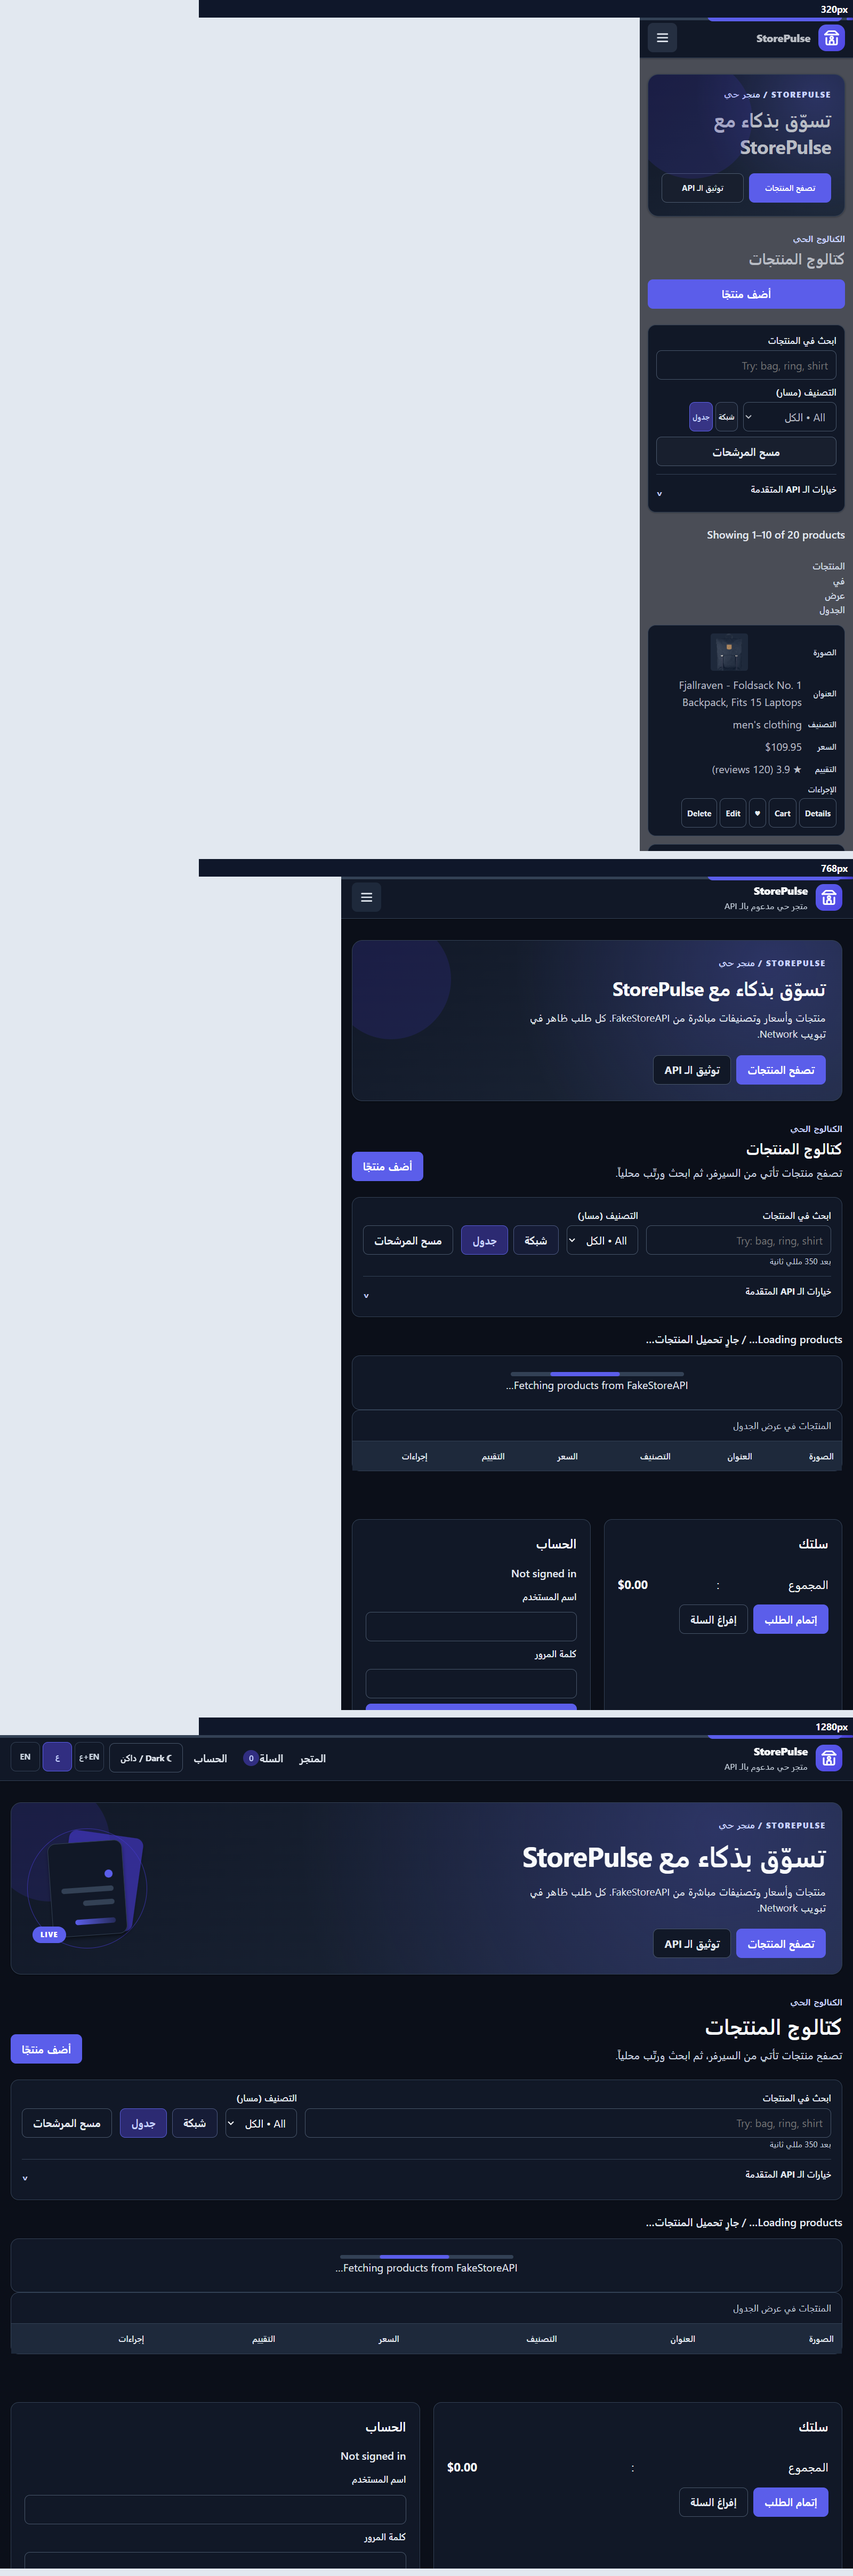 320px
StorePulse
STOREPULSE / متجر حي
تسوّق بذكاء مع
StorePulse
تصفح المنتجات
توثيق الـ API
الكتالوج الحي
كتالوج المنتجات
أضف منتجًا
ابحث في المنتجات
Try: bag, ring, shirt
التصنيف (مسار)
All • الكل
شبكة
جدول
مسح المرشحات
خيارات الـ API المتقدمة
Showing 1–10 of 20 products
المنتجات
في
عرض
الجدول
الصورة
العنوان
Fjallraven - Foldsack No. 1
Backpack, Fits 15 Laptops
التصنيف
men's clothing
السعر
$109.95
التقييم
★ 3.9 (120 reviews)
الإجراءات
Details
Cart
♥
Edit
Delete
768px
StorePulse
متجر حي مدعوم بالـ API
STOREPULSE / متجر حي
تسوّق بذكاء مع StorePulse
منتجات وأسعار وتصنيفات مباشرة من FakeStoreAPI. كل طلب ظاهر في
تبويب Network.
تصفح المنتجات
توثيق الـ API
الكتالوج الحي
كتالوج المنتجات
تصفح منتجات تأتي من السيرفر، ثم ابحث ورتّب محلياً.
أضف منتجًا
ابحث في المنتجات
Try: bag, ring, shirt
بعد 350 مللي ثانية
التصنيف (مسار)
All • الكل
شبكة
جدول
مسح المرشحات
خيارات الـ API المتقدمة
Loading products... / جارٍ تحميل المنتجات...
Fetching products from FakeStoreAPI...
المنتجات في عرض الجدول
الصورة
العنوان
التصنيف
السعر
التقييم
إجراءات
سلتك
المجموع
:
$0.00
إتمام الطلب
إفراغ السلة
الحساب
Not signed in
اسم المستخدم
كلمة المرور
1280px
StorePulse
متجر حي مدعوم بالـ API
المتجر
السلة 0
الحساب
☾ Dark / داكن
EN+ع
ع
EN
STOREPULSE / متجر حي
تسوّق بذكاء مع StorePulse
منتجات وأسعار وتصنيفات مباشرة من FakeStoreAPI. كل طلب ظاهر في
تبويب Network.
تصفح المنتجات
توثيق الـ API
LIVE
الكتالوج الحي
كتالوج المنتجات
تصفح منتجات تأتي من السيرفر، ثم ابحث ورتّب محلياً.
أضف منتجًا
ابحث في المنتجات
Try: bag, ring, shirt
بعد 350 مللي ثانية
التصنيف (مسار)
All • الكل
شبكة
جدول
مسح المرشحات
خيارات الـ API المتقدمة
Loading products... / جارٍ تحميل المنتجات...
Fetching products from FakeStoreAPI...
المنتجات في عرض الجدول
الصورة
العنوان
التصنيف
السعر
التقييم
إجراءات
سلتك
المجموع
:
$0.00
إتمام الطلب
إفراغ السلة
الحساب
Not signed in
اسم المستخدم
كلمة المرور